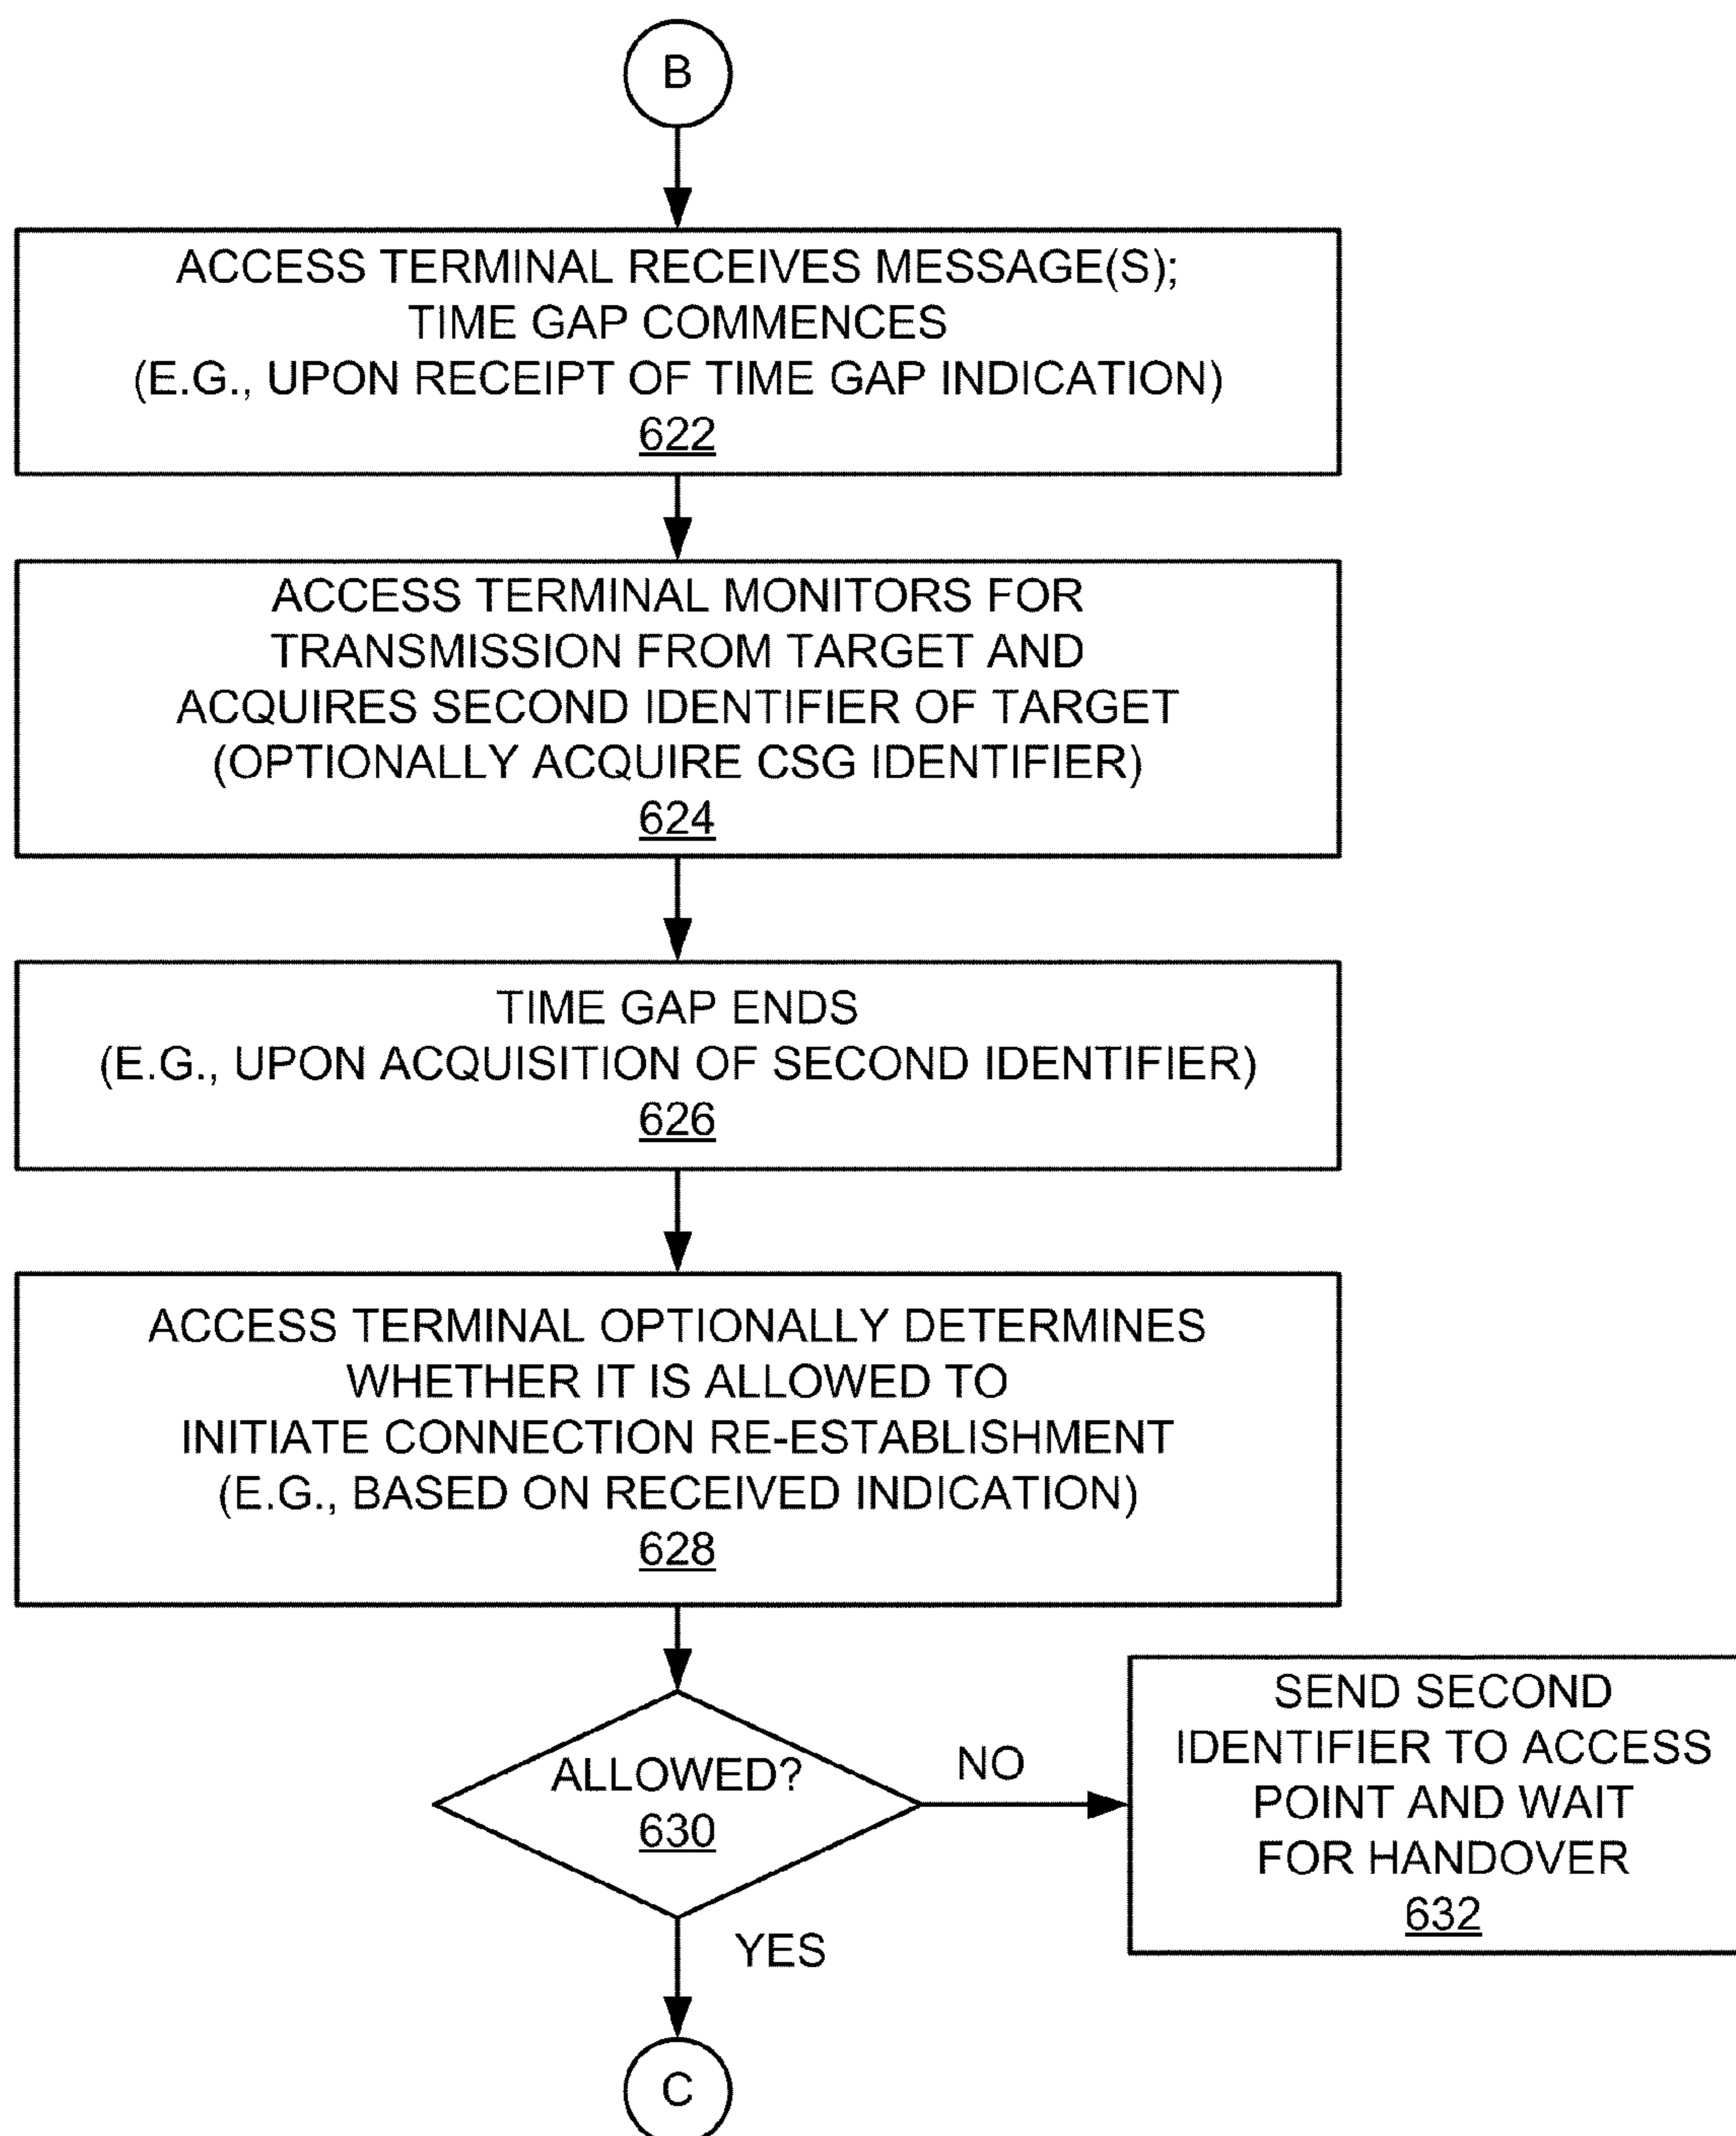 B
ACCESS TERMINAL RECEIVES MESSAGE(S);
TIME GAP COMMENCES
(E.G., UPON RECEIPT OF TIME GAP INDICATION)
622
ACCESS TERMINAL MONITORS FOR
TRANSMISSION FROM TARGET AND
ACQUIRES SECOND IDENTIFIER OF TARGET
(OPTIONALLY ACQUIRE CSG IDENTIFIER)
624
TIME GAP ENDS
(E.G., UPON ACQUISITION OF SECOND IDENTIFIER)
626
ACCESS TERMINAL OPTIONALLY DETERMINES
WHETHER IT IS ALLOWED TO
INITIATE CONNECTION RE-ESTABLISHMENT
(E.G., BASED ON RECEIVED INDICATION)
628
ALLOWED?
630
NO
SEND SECOND
IDENTIFIER TO ACCESS
POINT AND WAIT
FOR HANDOVER
632
YES
C